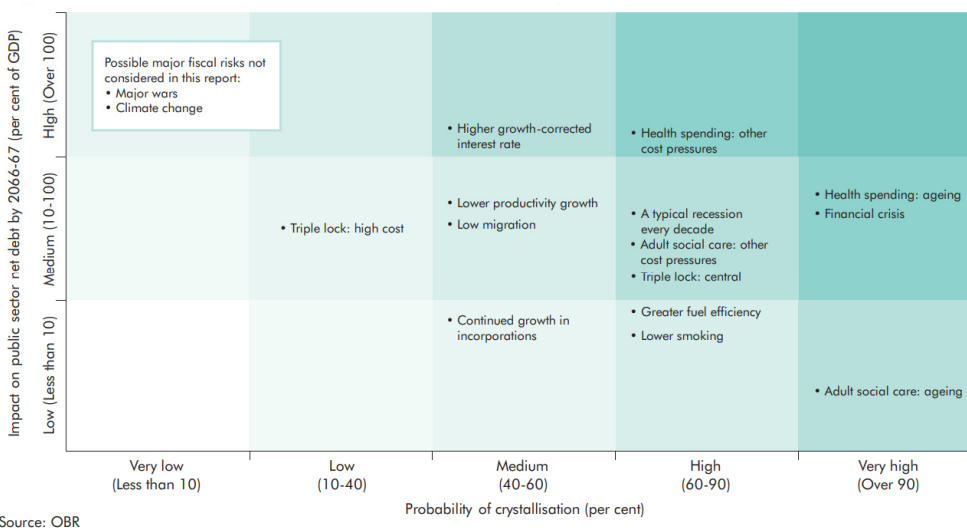 Impact on public sector net debt by 2066-67 (per cent of GDP)
HIgh (Over 100)
Medium (10-100)
Low (Less than 10)
Possible major fiscal risks not
considered in this report:
• Major wars
• Climate change
• Higher growth-corrected
interest rate
• Health spending: other
cost pressures
• Triple lock: high cost
• Lower productivity growth
• Low migration
• A typical recession
every decade
• Adult social care: other
cost pressures
• Triple lock: central
• Health spending: ageing
• Financial crisis
• Continued growth in
incorporations
• Greater fuel efficiency
• Lower smoking
• Adult social care: ageing
Very low
(Less than 10)
Low
(10-40)
Medium
(40-60)
High
(60-90)
Very high
(Over 90)
Probability of crystallisation (per cent)
Source: OBR